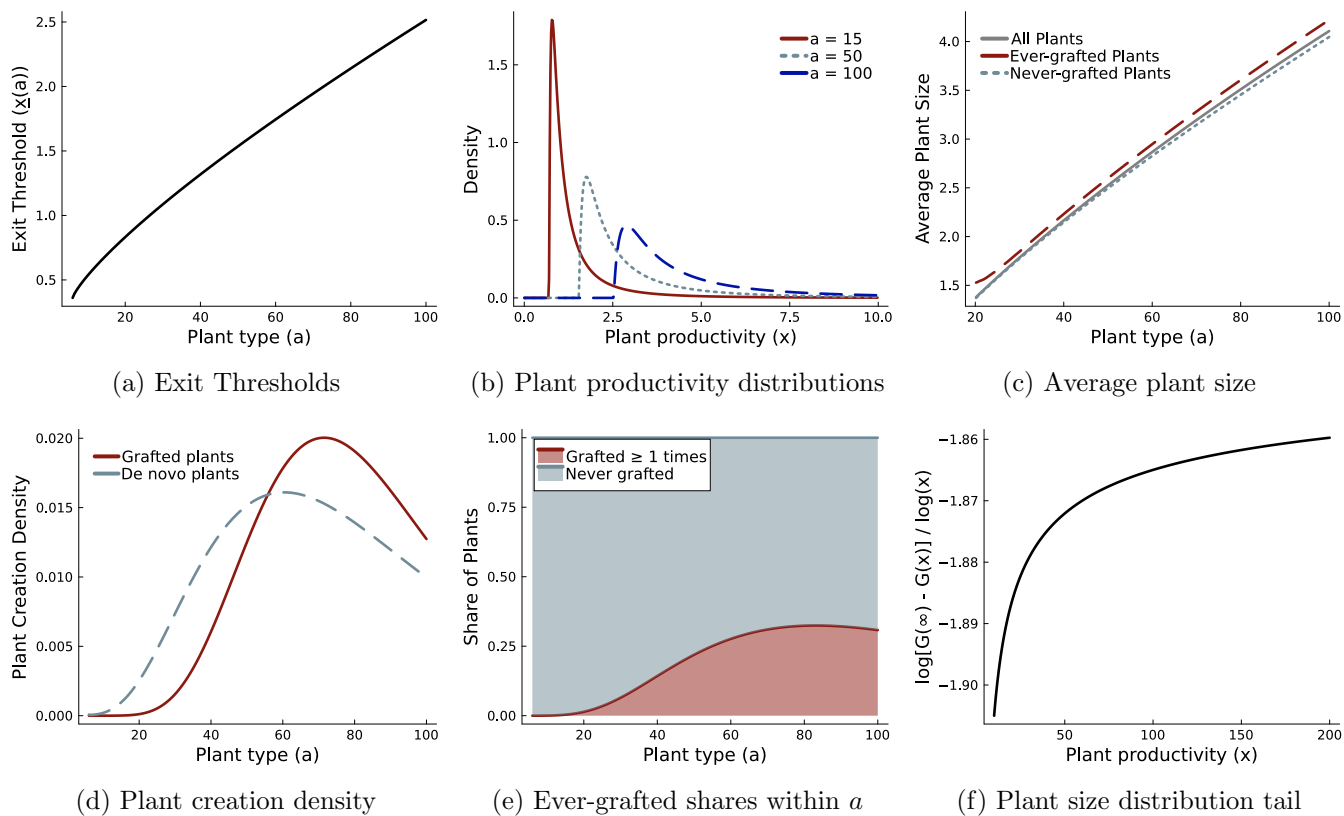 Exit Threshold (x(a))
2.5
2.0
1.5
1.0
0.5
20
40
60
80
100
Plant type (a)
(a) Exit Thresholds
Density
1.5
1.0
0.5
0.0
a = 15
a = 50
a = 100
0.0
2.5
5.0
7.5
10.0
Plant productivity (x)
(b) Plant productivity distributions
Average Plant Size
4.0
3.5
3.0
2.5
2.0
1.5
All Plants
Ever-grafted Plants
Never-grafted Plants
20
40
60
80
100
Plant type (a)
(c) Average plant size
Plant Creation Density
0.020
0.015
0.010
0.005
0.000
Grafted plants
De novo plants
20
40
60
80
100
Plant type (a)
(d) Plant creation density
Share of Plants
1.00
0.75
0.50
0.25
0.00
Grafted ≥ 1 times
Never grafted
20
40
60
80
100
Plant type (a)
(e) Ever-grafted shares within a
log[G(∞) - G(x)] / log(x)
−1.86
−1.87
−1.88
−1.89
−1.90
50
100
150
200
Plant productivity (x)
(f) Plant size distribution tail